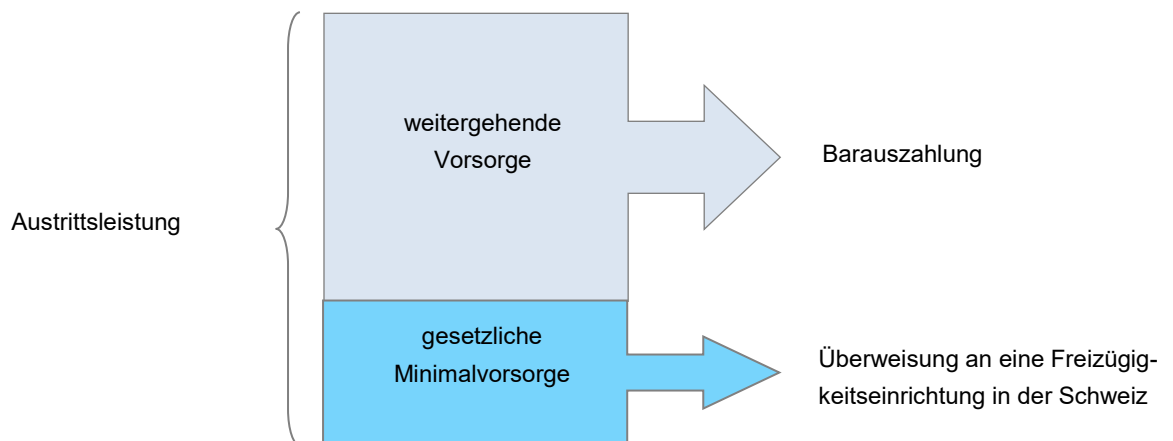 weitergehende
Vorsorge
Barauszahlung
Austrittsleistung
gesetzliche
Minimalvorsorge
Überweisung an eine Freizügig-
keitseinrichtung in der Schweiz